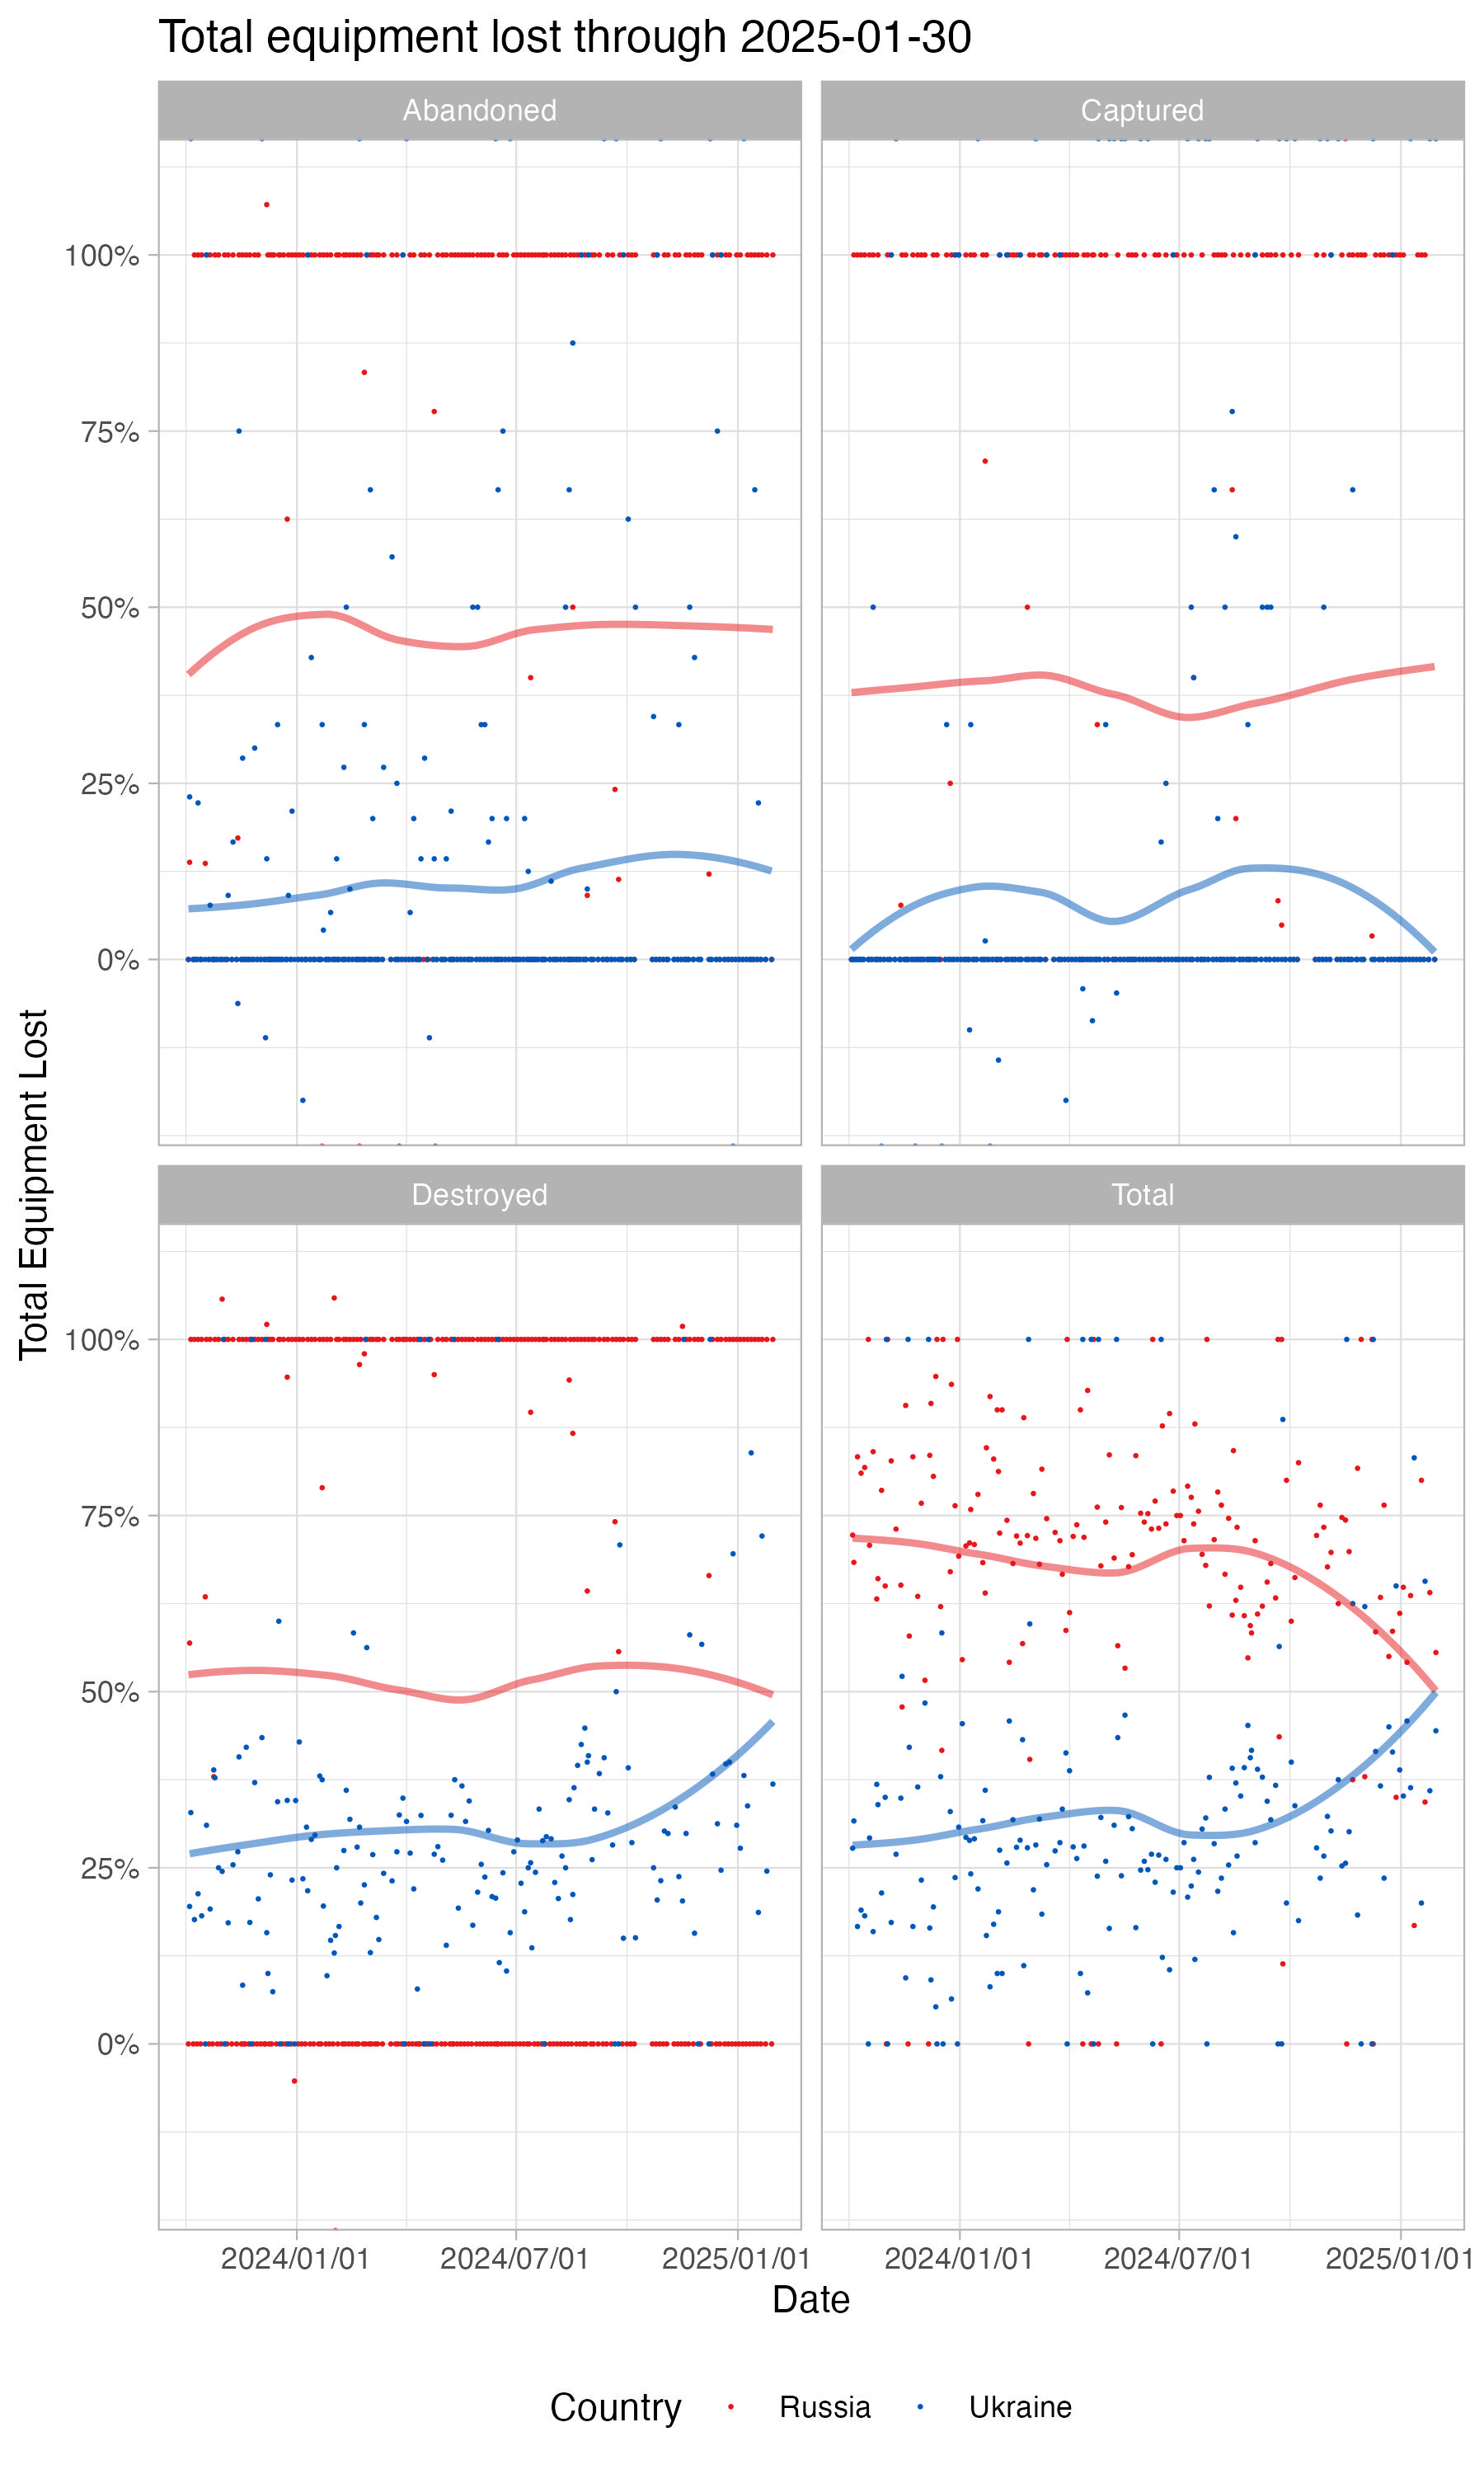 Total equipment lost through 2025-01-30
Abandoned
Captured
100%
75%
50%
25%
0%
Destroyed
Total
100%
75%
50%
25%
0%
Total Equipment Lost
2024/01/01
2024/07/01
2025/01/01
2024/01/01
2024/07/01
2025/01/01
Date
Country
Russia
Ukraine